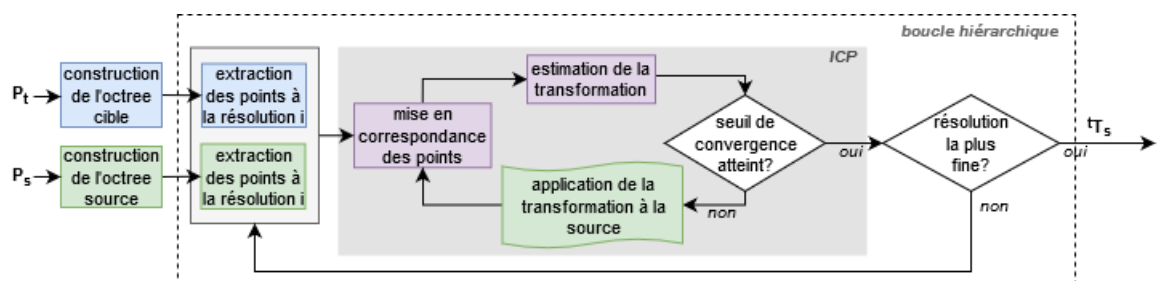 boucle hiérarchique
ICP
Pt
construction
de l'octree
cible
extraction
des points à
la résolution i
Ps
construction
de l'octree
source
extraction
des points à
la résolution i
mise en
correspondance
des points
estimation de la
transformation
seuil de
convergence
atteint?
oui
non
application de la
transformation à la
source
résolution
la plus
fine?
oui
non
tTs